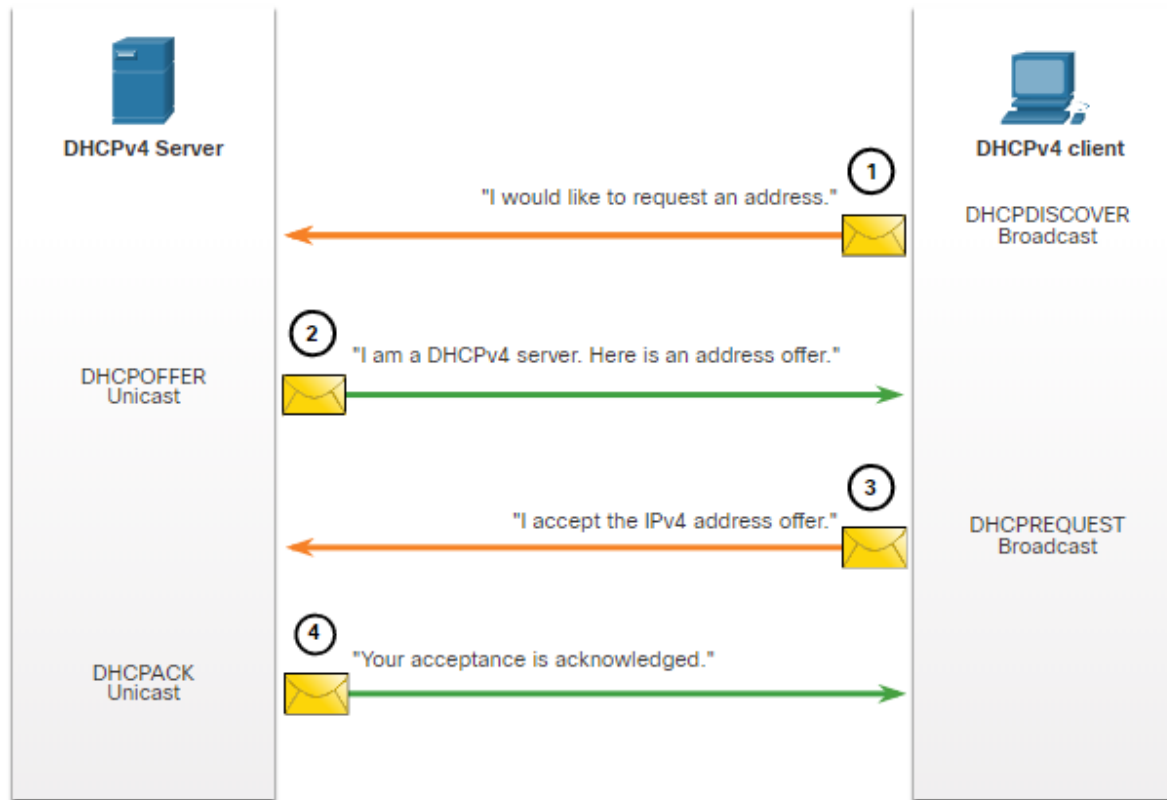 DHCPv4 Server
DHCPv4 client
1
"I would like to request an address."
DHCPDISCOVER
Broadcast
2
"I am a DHCPv4 server. Here is an address offer."
DHCPOFFER
Unicast
3
"I accept the IPv4 address offer."
DHCPREQUEST
Broadcast
4
"Your acceptance is acknowledged."
DHCPACK
Unicast